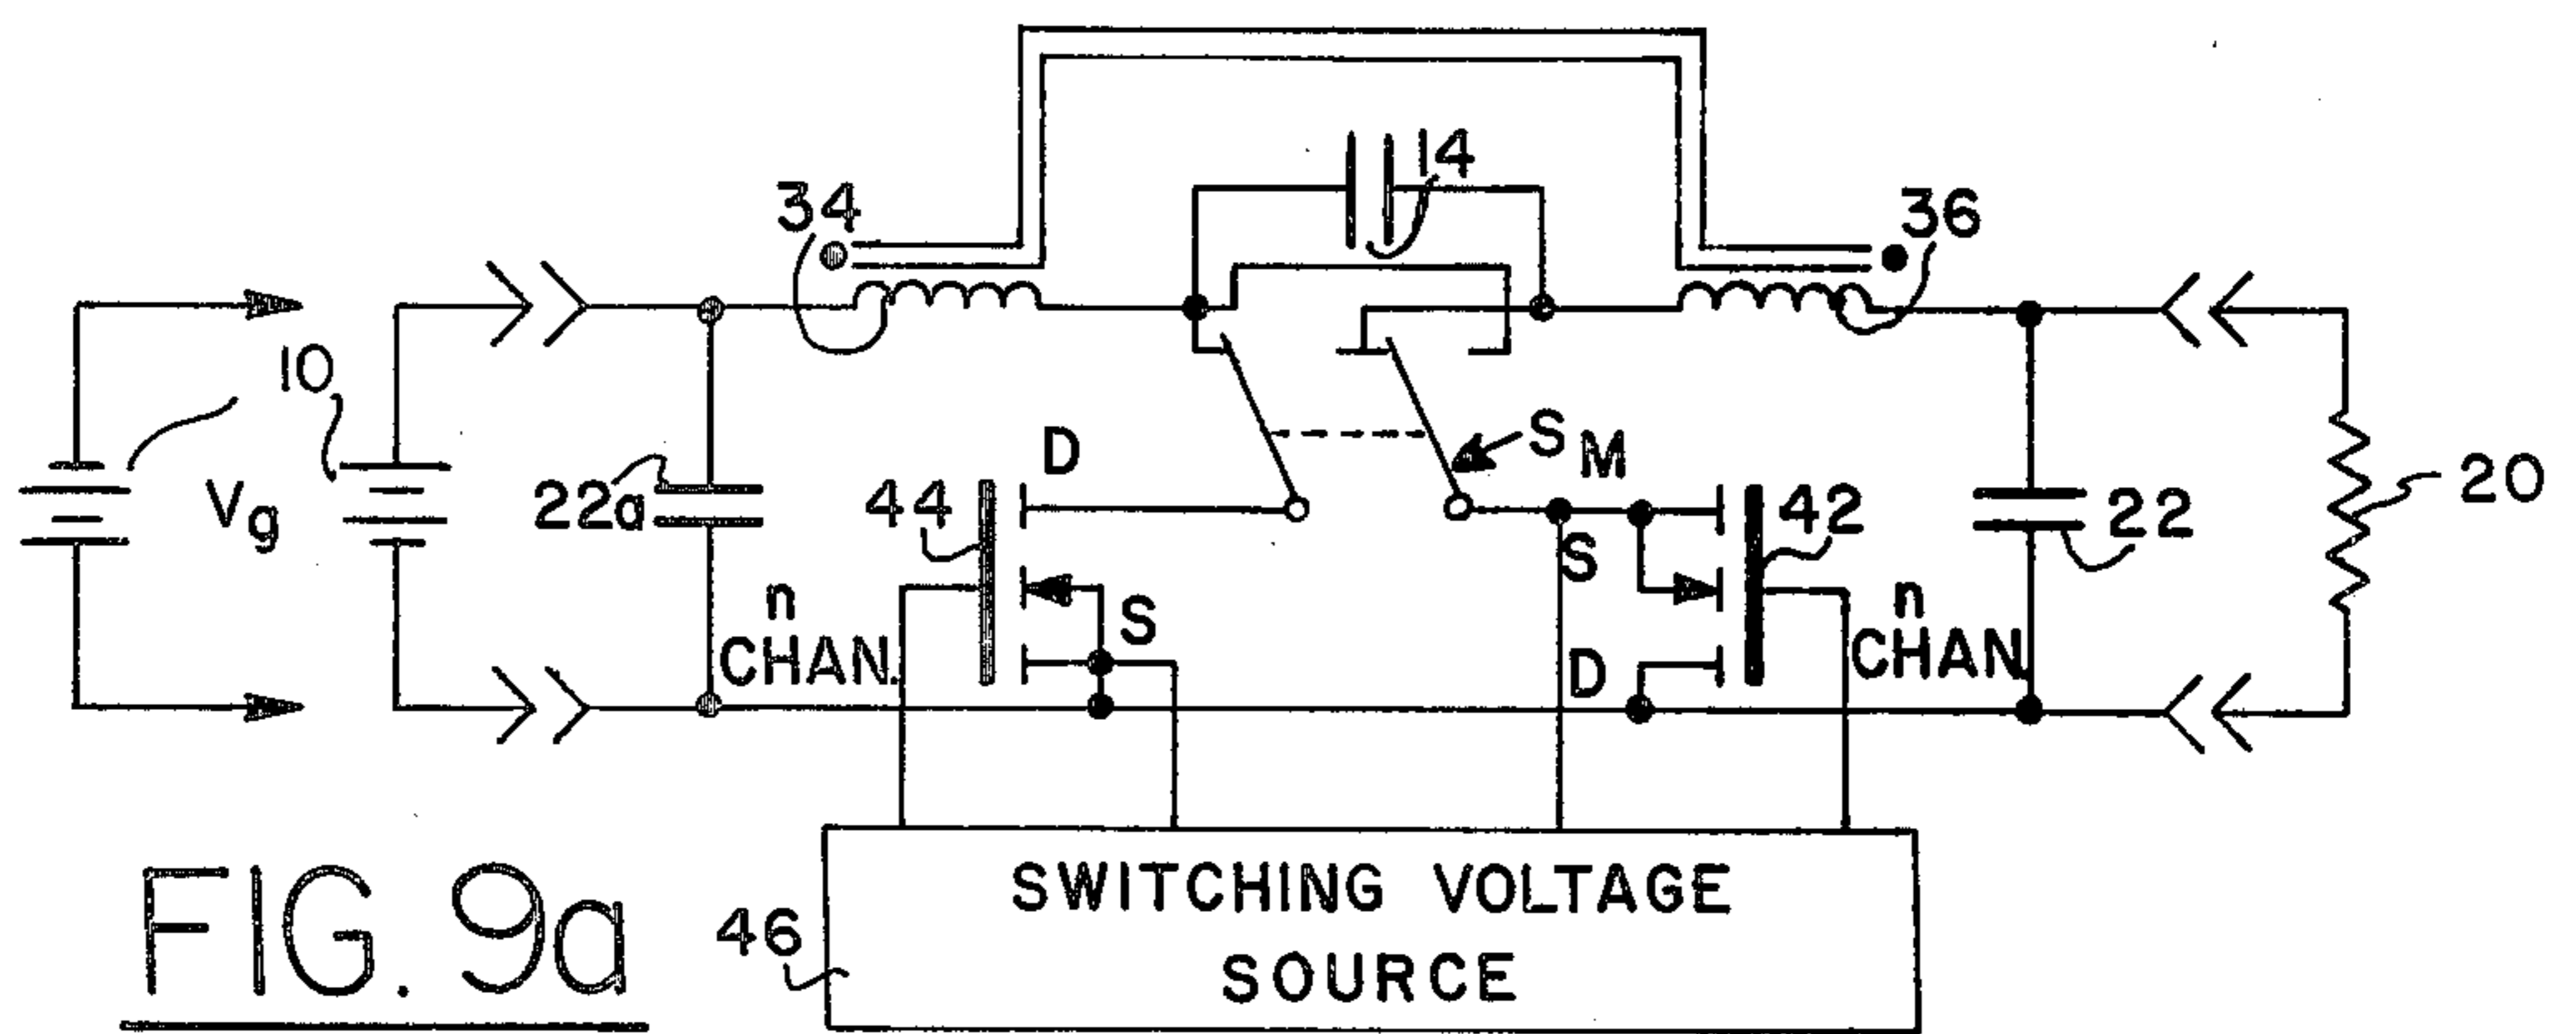 14
34
36
10
Vg
22a
44
D
SM
S
42
22
20
n
CHAN.
S
D
n
CHAN.
46
SWITCHING VOLTAGE
SOURCE
FIG. 9a